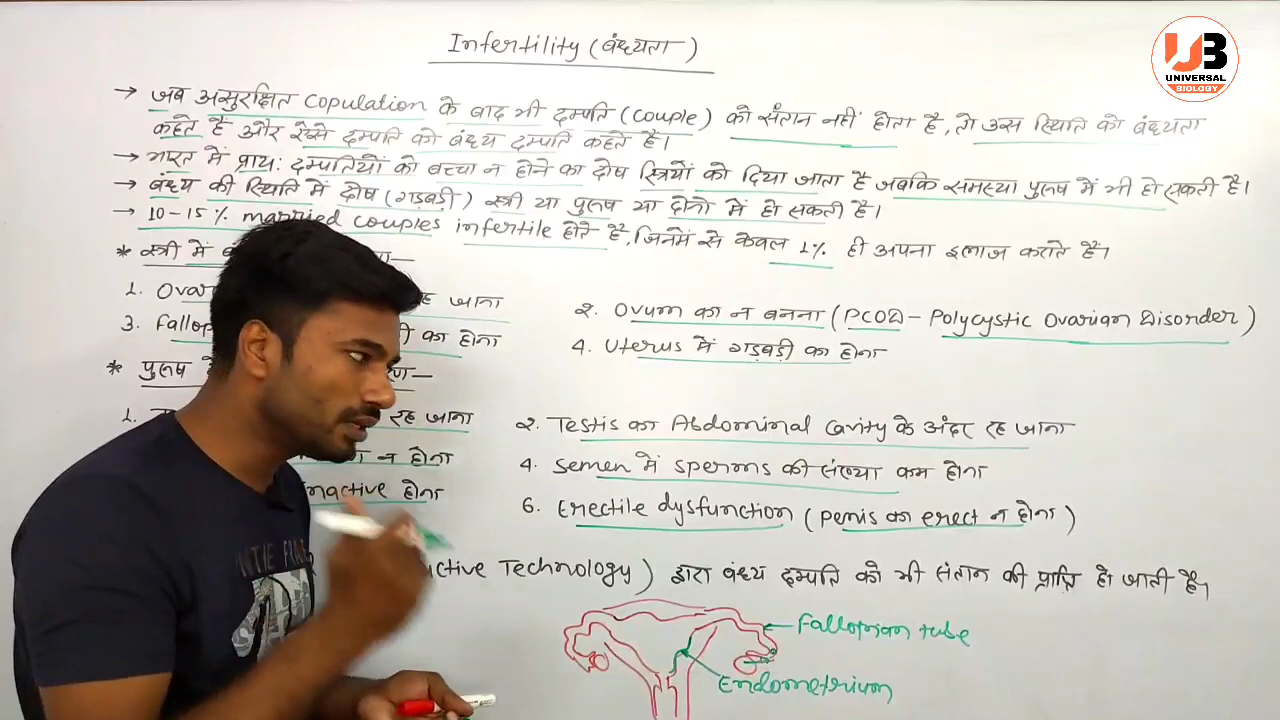 Infertility (बंध्यता)
UB
UNIVERSAL
BIOLOGY
→ जब असुरक्षित copulation के बाद भी दम्पति (couple) को संतान नहीं होता है, तो उस स्थिति को बंध्यता
कहते हैं और ऐसे दम्पति को बंध्य दम्पति कहते हैं।
→ भारत में प्राय: दम्पतियों को बच्चा न होने का दोष स्त्रियों को दिया जाता है जबकि समस्या पुरुष में भी हो सकती है।
→ बंध्य की स्थिति में दोष (गड़बड़ी) स्त्री या पुरुष या दोनो में हो सकती है।
→ 10-15% married couples infertile होते हैं, जिनमें से केवल 1% ही अपना इलाज कराते हैं।
* स्त्री में
1. Ovar रह जाना
2. Ovum का न बनना (PCOD - Polycystic Ovarian Disorder)
3. Fallo का होना
4. Uterus में गड़बड़ी का होना
* पुरुष
1. रह जाना
2. Testis का Abdominal Cavity के अंदर रह जाना
न होना
4. Semen में sperms की संख्या कम होना
inactive होना
6. Erectile dysfunction (Penis का erect न होना)
Technology) द्वारा बंध्य दम्पति को भी संतान की प्राप्ति हो जाती है।
Fallopian tube
Endometrium